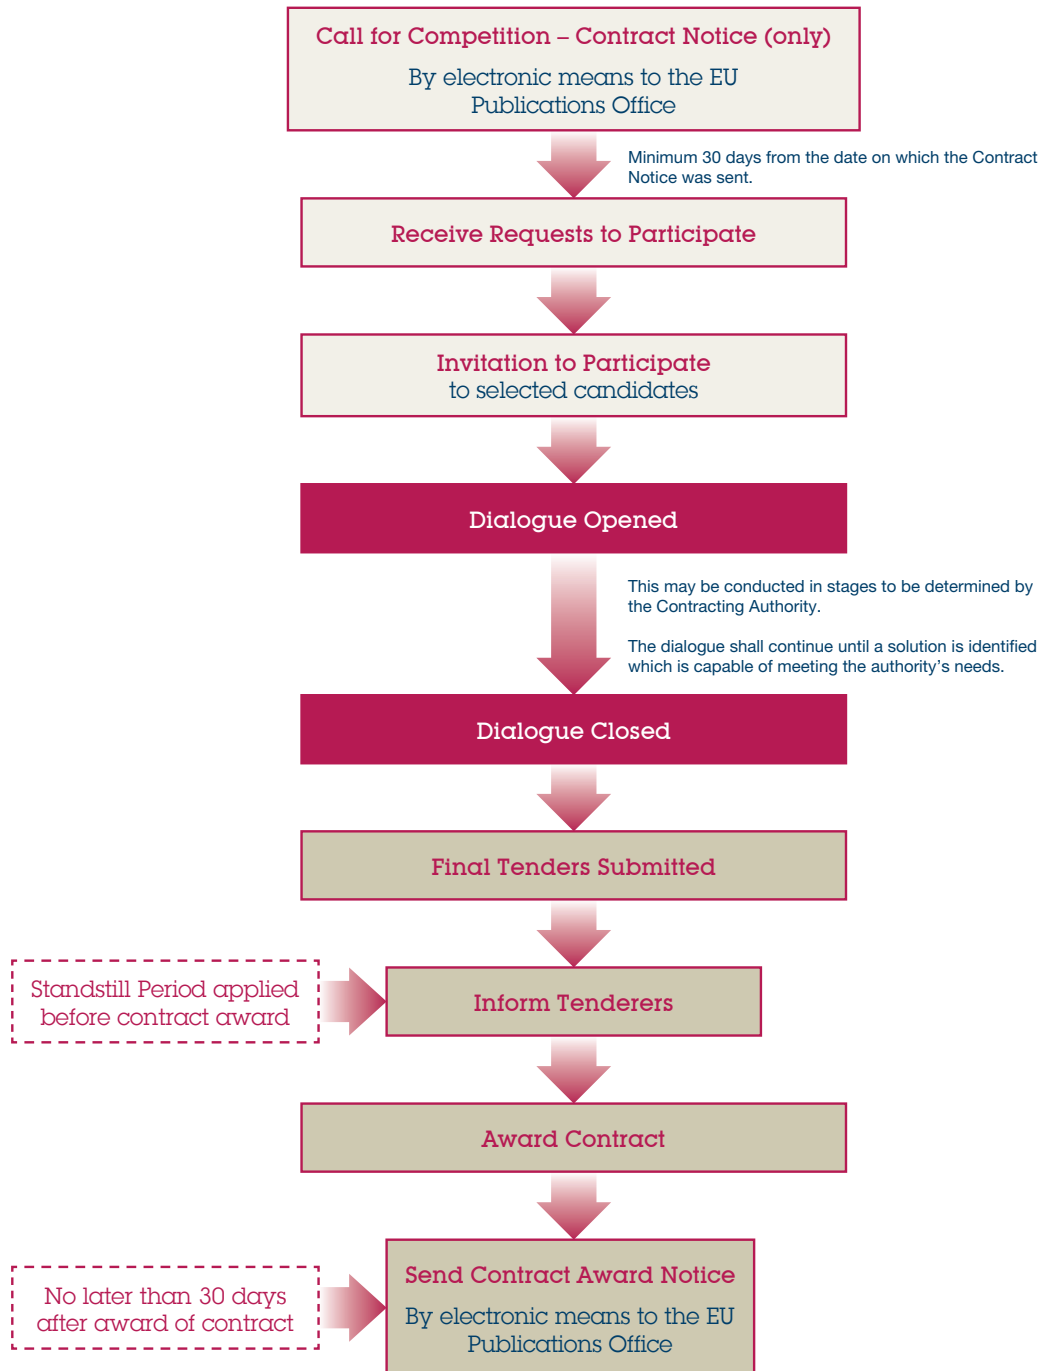 Call for Competition – Contract Notice (only)
By electronic means to the EU
Publications Office
Minimum 30 days from the date on which the Contract
Notice was sent.
Receive Requests to Participate
Invitation to Participate
to selected candidates
Dialogue Opened
This may be conducted in stages to be determined by
the Contracting Authority.
The dialogue shall continue until a solution is identified
which is capable of meeting the authority’s needs.
Dialogue Closed
Final Tenders Submitted
Standstill Period applied
before contract award
Inform Tenderers
Award Contract
No later than 30 days
after award of contract
Send Contract Award Notice
By electronic means to the EU
Publications Office